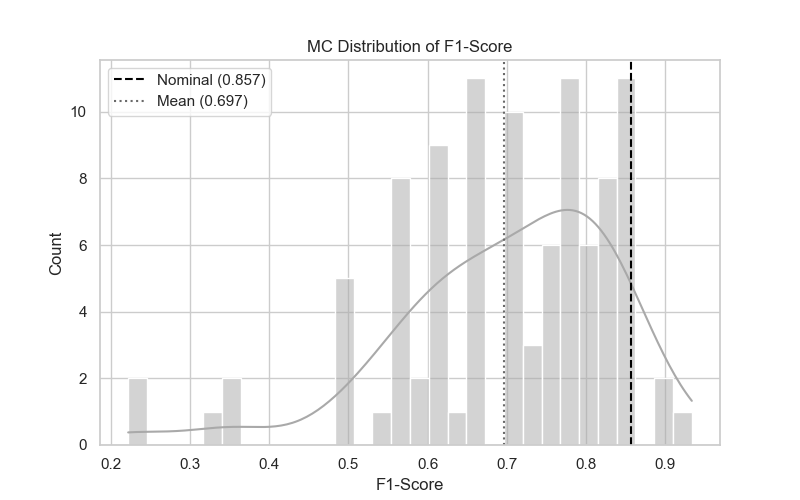 MC Distribution of F1-Score
Nominal (0.857)
Mean (0.697)
Count
10
8
6
4
2
0
0.2 0.3 0.4 0.5 0.6 0.7 0.8 0.9
F1-Score